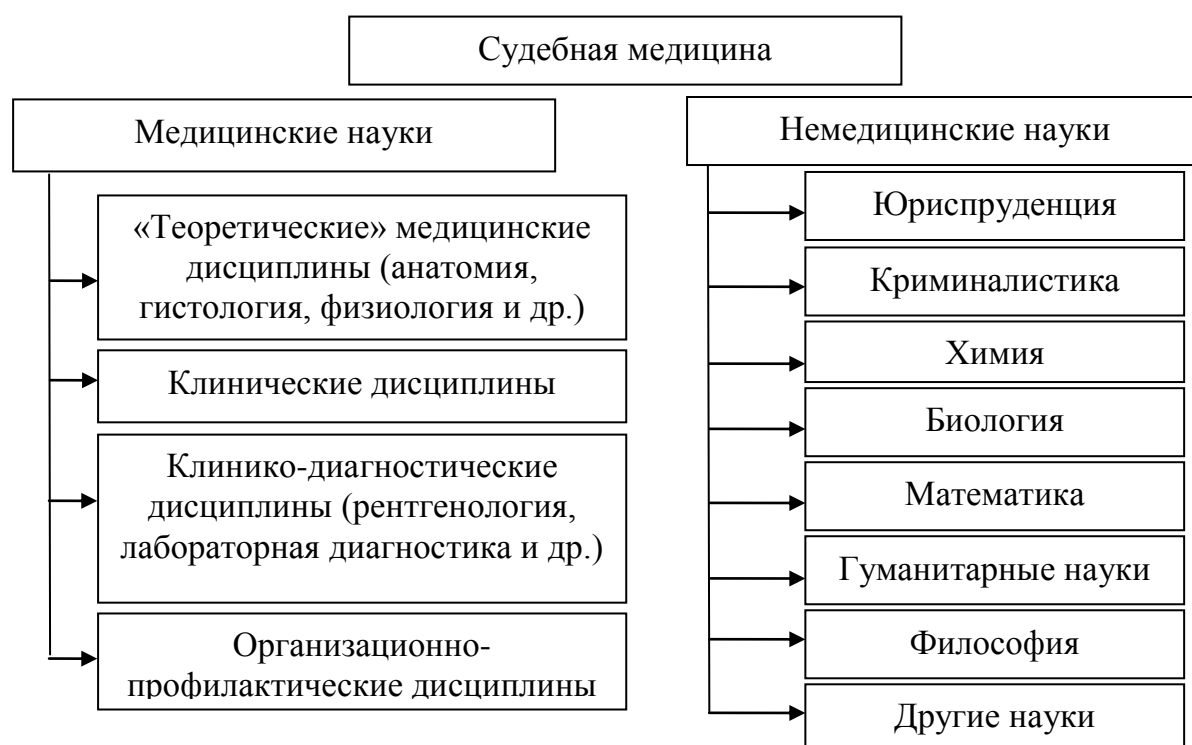 Судебная медицина
Медицинские науки
«Теоретические» медицинские
дисциплины (анатомия,
гистология, физиология и др.)
Клинические дисциплины
Клинико-диагностические
дисциплины (рентгенология,
лабораторная диагностика и др.)
Организационно-
профилактические дисциплины
Немедицинские науки
Юриспруденция
Криминалистика
Химия
Биология
Математика
Гуманитарные науки
Философия
Другие науки